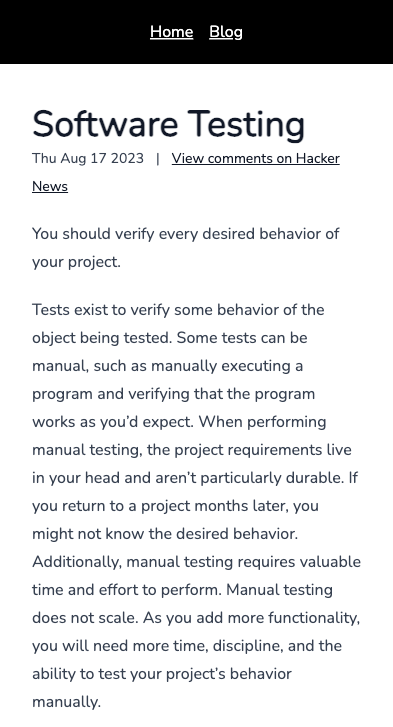 Home Blog
Software Testing
Thu Aug 17 2023 | View comments on Hacker
News
You should verify every desired behavior of
your project.
Tests exist to verify some behavior of the
object being tested. Some tests can be
manual, such as manually executing a
program and verifying that the program
works as you’d expect. When performing
manual testing, the project requirements live
in your head and aren’t particularly durable. If
you return to a project months later, you
might not know the desired behavior.
Additionally, manual testing requires valuable
time and effort to perform. Manual testing
does not scale. As you add more functionality,
you will need more time, discipline, and the
ability to test your project’s behavior
manually.